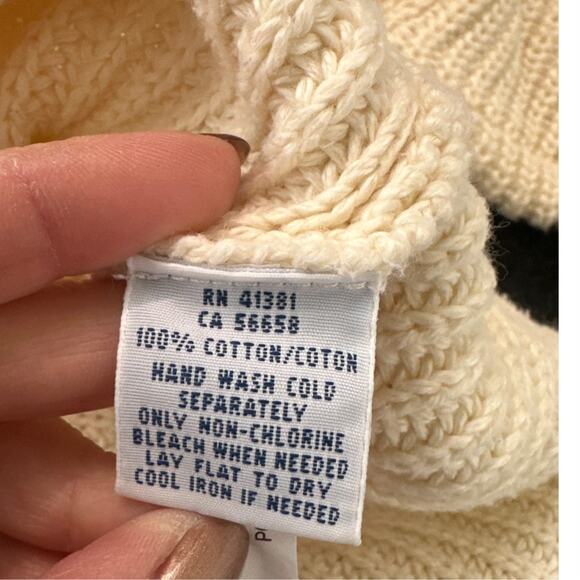 RN 41381
CA 56658
100% COTTON/COTON
HAND WASH COLD
SEPARATELY
ONLY NON-CHLORINE
BLEACH WHEN NEEDED
LAY FLAT TO DRY
COOL IRON IF NEEDED